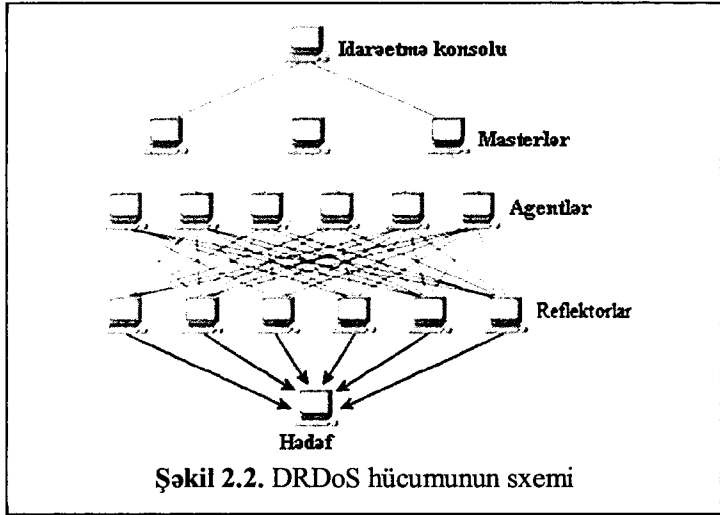 İdarəetmə konsolu
Masterlər
Agentlər
Reflektorlar
Hədəf
Şəkil 2.2. DRDoS hücumunun sxemi